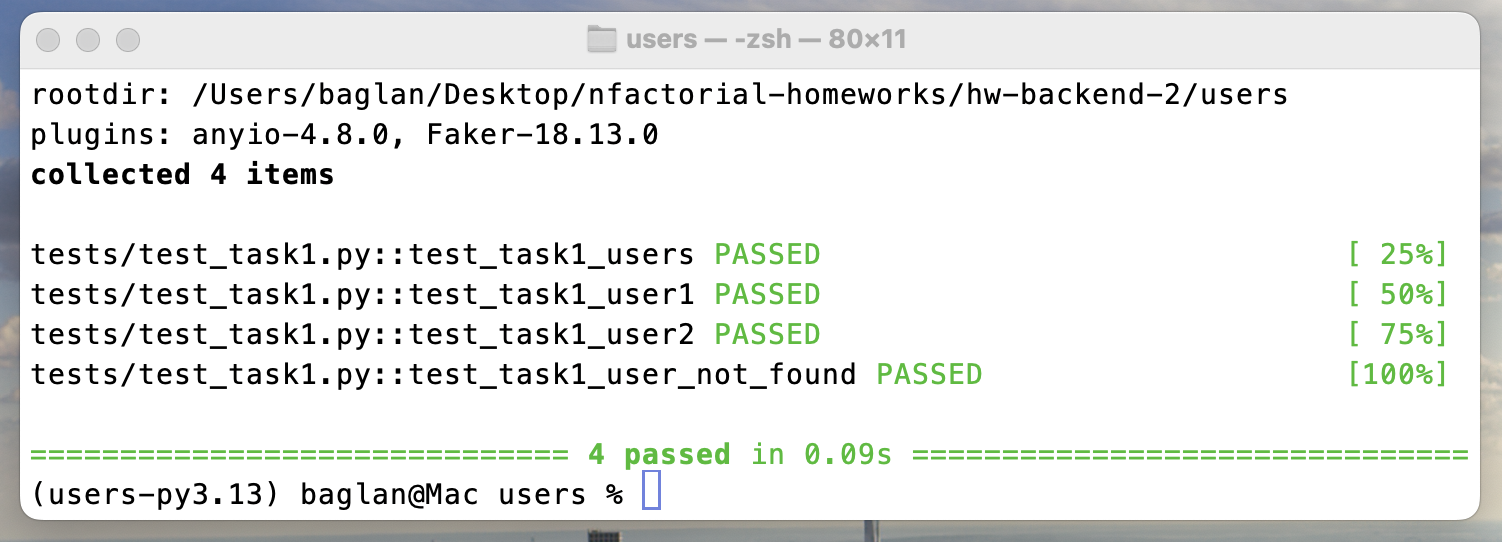 users — -zsh — 80×11
rootdir: /Users/baglan/Desktop/nfactorial-homeworks/hw-backend-2/users
plugins: anyio-4.8.0, Faker-18.13.0
collected 4 items
tests/test_task1.py::test_task1_users PASSED [ 25%]
tests/test_task1.py::test_task1_user1 PASSED [ 50%]
tests/test_task1.py::test_task1_user2 PASSED [ 75%]
tests/test_task1.py::test_task1_user_not_found PASSED [100%]
============================== 4 passed in 0.09s ===============================
(users-py3.13) baglan@Mac users %